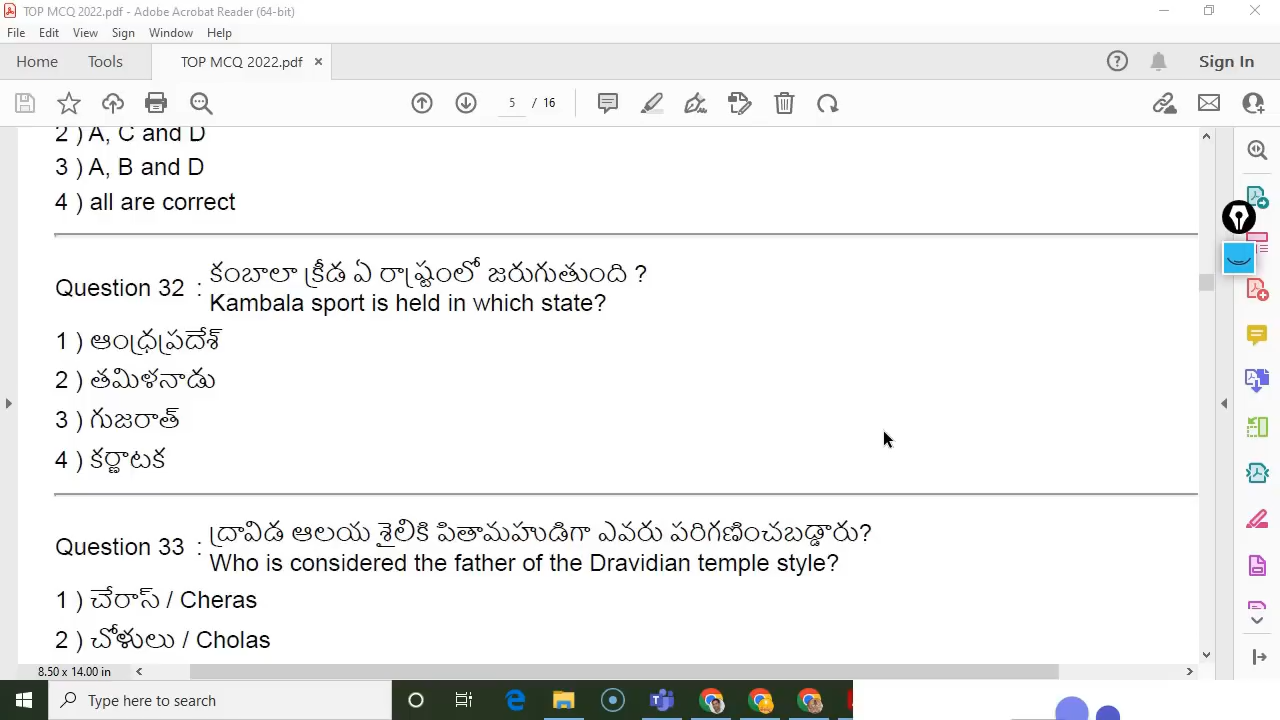 TOP MCQ 2022.pdf - Adobe Acrobat Reader (64-bit)
File Edit View Sign Window Help
Home Tools TOP MCQ 2022.pdf × Sign In
5 / 16
2 ) A, C and D
3 ) A, B and D
4 ) all are correct
Question 32 : కంబాలా క్రీడ ఏ రాష్ట్రంలో జరుగుతుంది ?
Kambala sport is held in which state?
1 ) ఆంధ్రప్రదేశ్
2 ) తమిళనాడు
3 ) గుజరాత్
4 ) కర్ణాటక
Question 33 : ద్రావిడ ఆలయ శైలికి పితామహుడిగా ఎవరు పరిగణించబడ్డారు?
Who is considered the father of the Dravidian temple style?
1 ) చేరాస్ / Cheras
2 ) చోళులు / Cholas
8.50 x 14.00 in
Type here to search